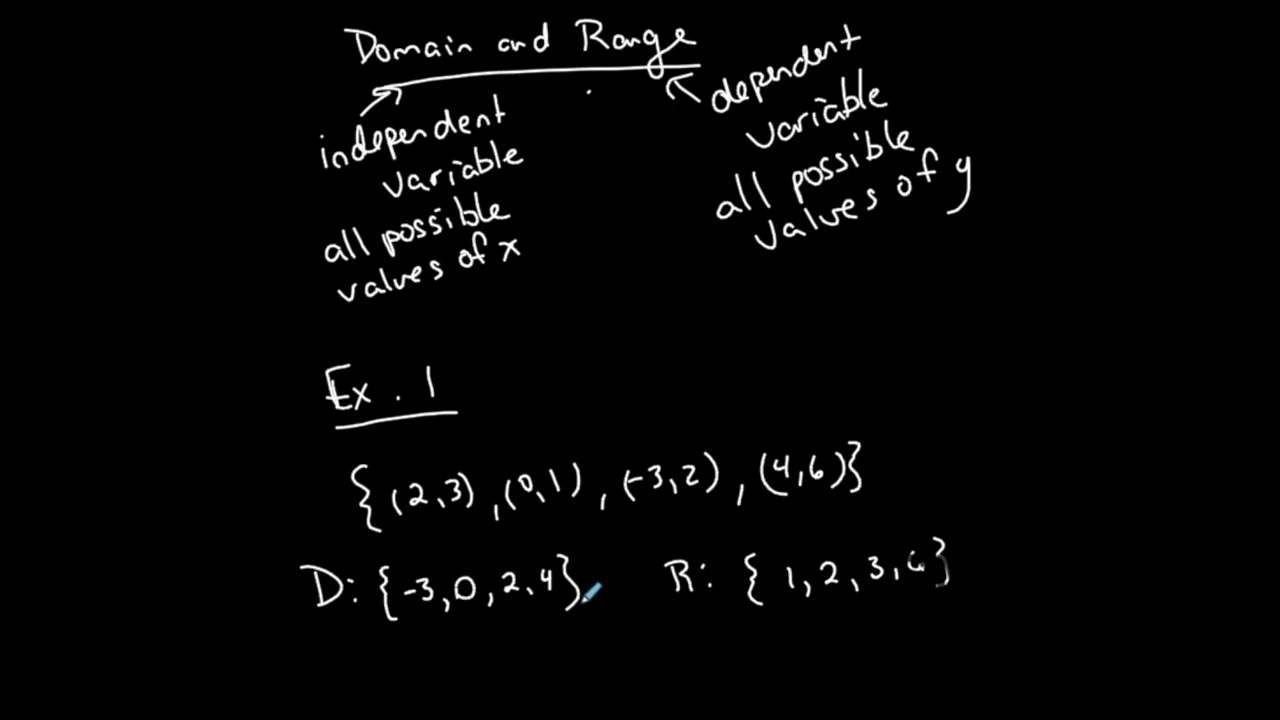 Domain and Range
independent
variable
all possible
values of x
dependent
variable
all possible
values of y
Ex. 1
{(2,3),(0,1),(-3,2),(4,6)}
D: {-3,0,2,4} R: {1,2,3,6}